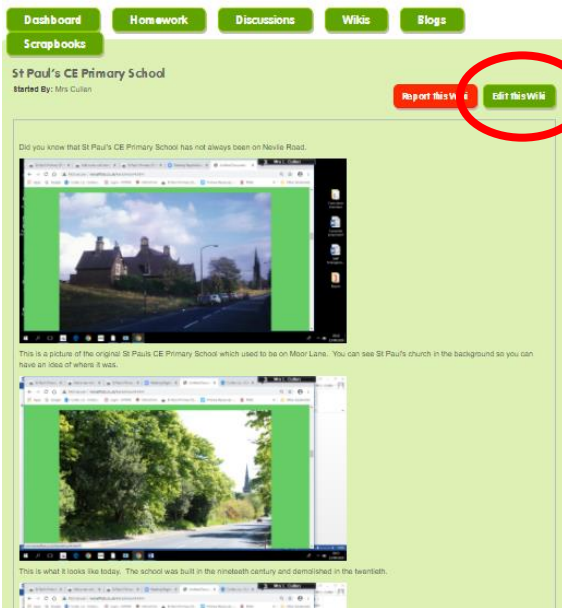 Dashboard Homework Discussions Wikis Blogs
Scrapbooks
St Paul's CE Primary School
Started By: Mrs Cullen
Report this Wiki Edit this Wiki
Did you know that St Paul's CE Primary School has not always been on Nevile Road.
This is a picture of the original St Pauls CE Primary School which used to be on Moor Lane. You can see St Paul's church in the background so you can
have an idea of where it was.
This is what it looks like today. The school was built in the nineteeth century and demolished in the twentieth.